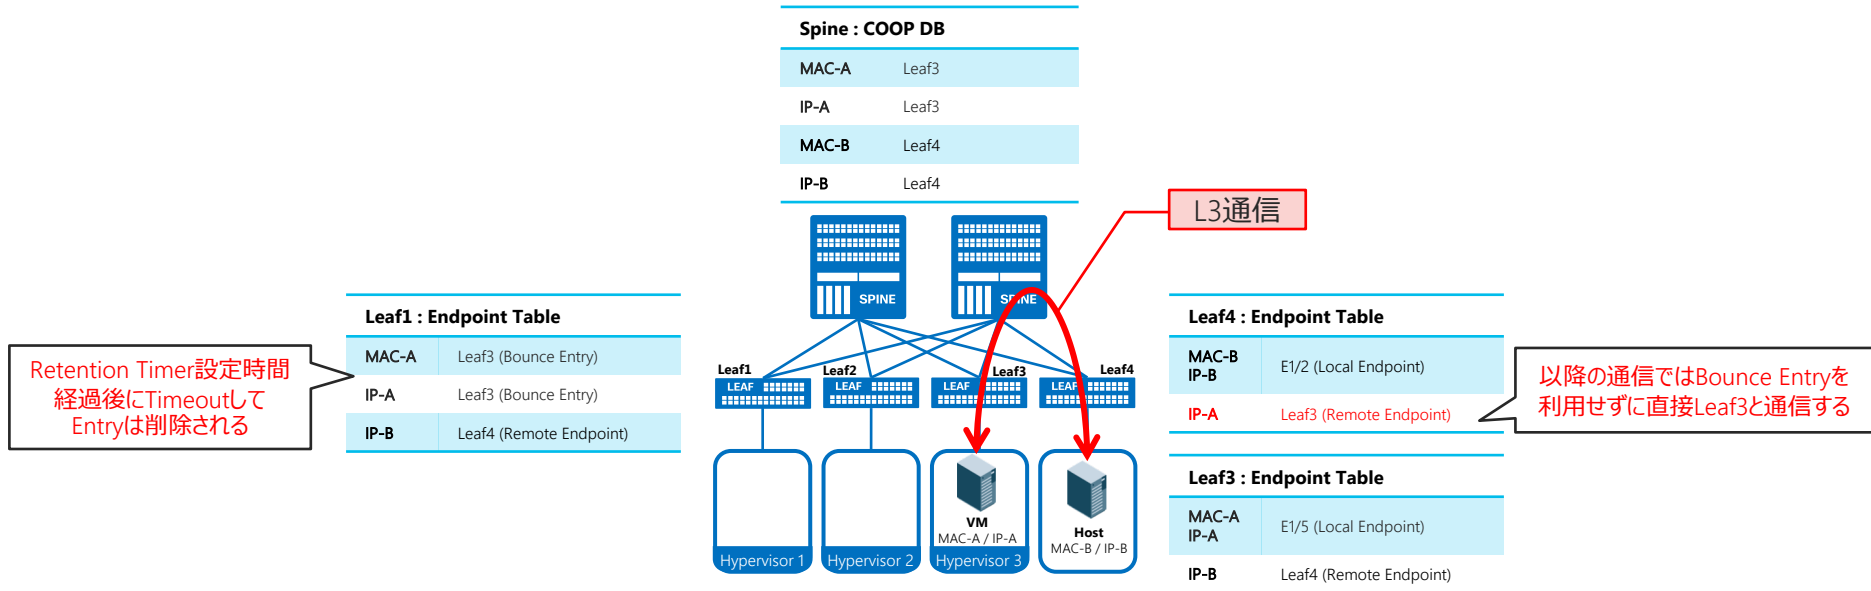 Spine : COOP DB
MAC-A Leaf3
IP-A Leaf3
MAC-B Leaf4
IP-B Leaf4
L3通信
SPINE
SPINE
Leaf1 : Endpoint Table
MAC-A Leaf3 (Bounce Entry)
IP-A Leaf3 (Bounce Entry)
IP-B Leaf4 (Remote Endpoint)
Retention Timer設定時間
経過後にTimeoutして
Entryは削除される
Leaf1
Leaf2
Leaf3
Leaf4
LEAF
LEAF
LEAF
LEAF
Leaf4 : Endpoint Table
MAC-B
IP-B
E1/2 (Local Endpoint)
IP-A Leaf3 (Remote Endpoint)
以降の通信ではBounce Entryを
利用せずに直接Leaf3と通信する
Leaf3 : Endpoint Table
MAC-A
IP-A
E1/5 (Local Endpoint)
IP-B Leaf4 (Remote Endpoint)
VM
MAC-A / IP-A
Host
MAC-B / IP-B
Hypervisor 1
Hypervisor 2
Hypervisor 3